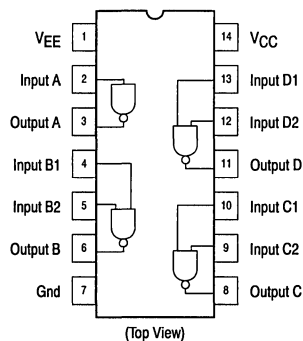 VEE 1 14 VCC
Input A 2 13 Input D1
Output A 3 12 Input D2
Input B1 4 11 Output D
Input B2 5 10 Input C1
Output B 6 9 Input C2
Gnd 7 8 Output C
(Top View)